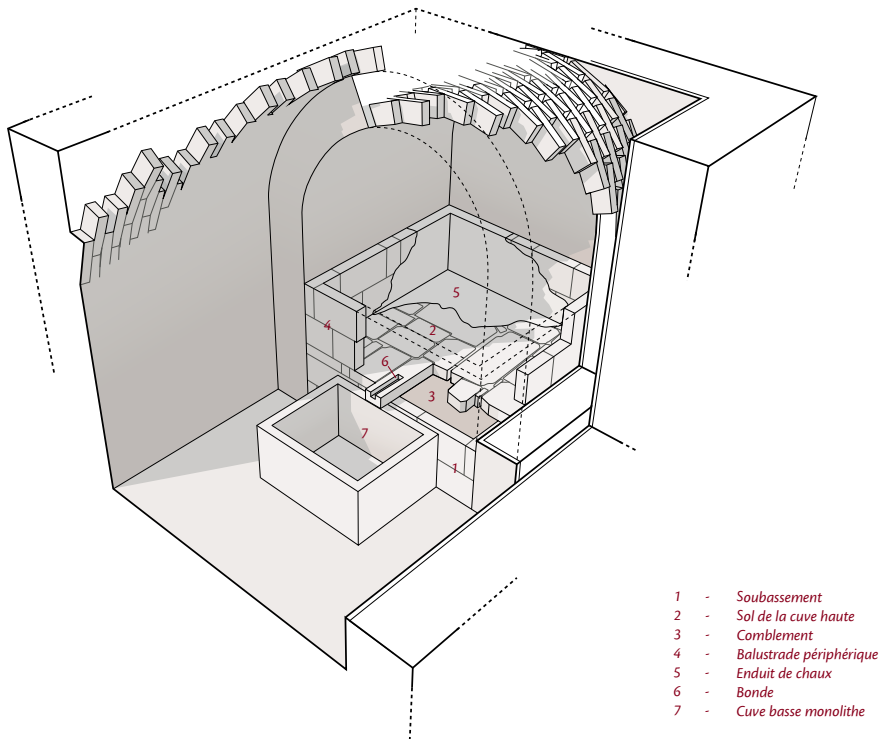 5
4
2
6
3
7
1
1 - Soubassement
2 - Sol de la cuve haute
3 - Comblement
4 - Balustrade périphérique
5 - Enduit de chaux
6 - Bonde
7 - Cuve basse monolithe